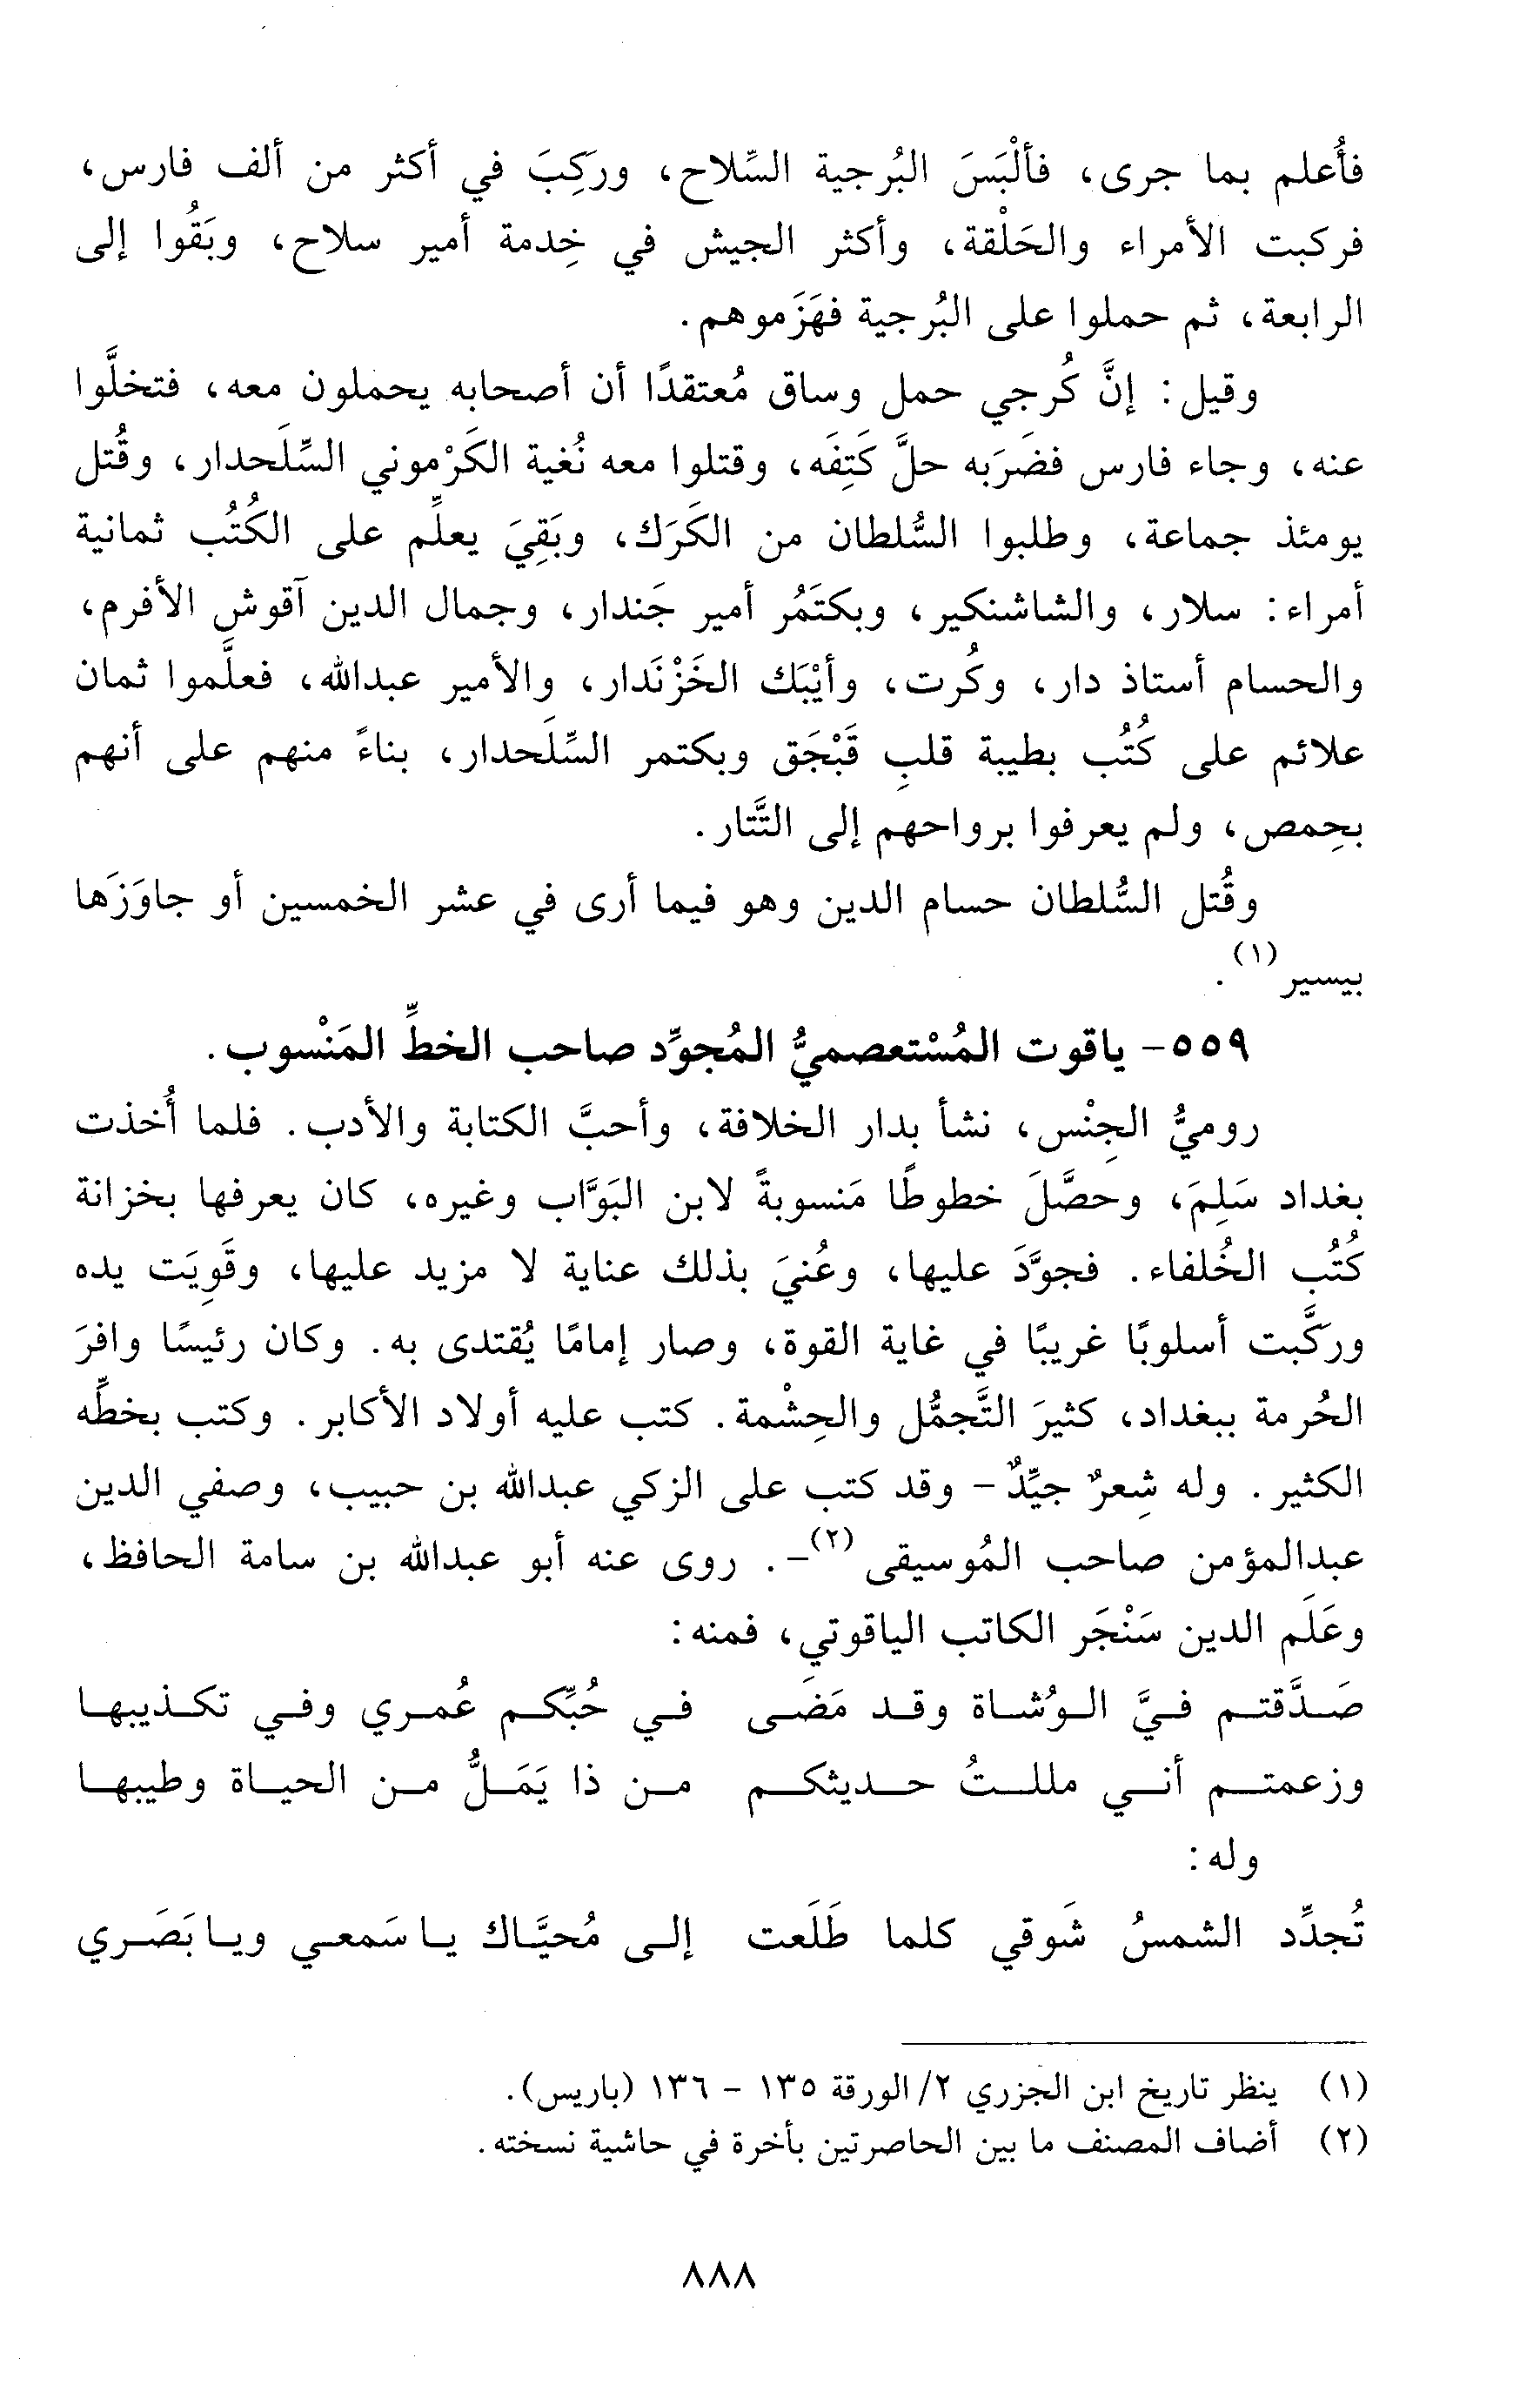 فأُعلم بما جرى، فألْبَسَ البُرجية السِّلاح، ورَكِبَ في أكثر من ألف فارس،
فركبت الأمراء والحَلْقة، وأكثر الجيش في خِدمة أمير سلاح، وبَقُوا إلى
الرابعة، ثم حملوا على البُرجية فهَزَموهم.
وقيل: إنَّ كُرجي حمل وساق مُعتقدًا أن أصحابه يحملون معه، فتخلَّوا
عنه، وجاء فارس فضَرَبه حلَّ كَتِفَه، وقتلوا معه نُغية الكَرْموني السِّلَحدار، وقُتل
يومئذ جماعة، وطلبوا السُّلطان من الكَرَك، وبَقِيَ يعلِّم على الكُتُب ثمانية
أمراء: سلار، والشاشنكير، وبكتَمُر أمير جَندار، وجمال الدين آقوش الأفرم،
والحسام أستاذ دار، وكُرت، وأيْبَك الخَزْنَدار، والأمير عبدالله، فعلَّموا ثمان
علائم على كُتُب بطيبة قلبِ قَبْجَق وبكتمر السِّلَحدار، بناءً منهم على أنهم
بحِمص، ولم يعرفوا برواحهم إلى التَّتار.
وقُتل السُّلطان حسام الدين وهو فيما أرى في عشر الخمسين أو جاوَزَها
بيسير(١).
٥٥٩- ياقوت المُسْتعصميُّ المُجوِّد صاحب الخطِّ المَنْسوب.
روميُّ الجِنْس، نشأ بدار الخلافة، وأحبَّ الكتابة والأدب. فلما أُخذت
بغداد سَلِمَ، وحصَّلَ خطوطًا مَنسوبةً لابن البَوَّاب وغيره، كان يعرفها بخزانة
كُتُب الخُلفاء. فجوَّدَ عليها، وعُنيَ بذلك عناية لا مزيد عليها، وقَوِيَت يده
وركَّبت أسلوبًا غريبًا في غاية القوة، وصار إمامًا يُقتدى به. وكان رئيسًا وافرَ
الحُرمة ببغداد، كثيرَ التَّجمُّل والحِشْمة. كتب عليه أولاد الأكابر. وكتب بخطِّه
الكثير. وله شِعرٌ جيِّدٌ - وقد كتب على الزكي عبدالله بن حبيب، وصفي الدين
عبدالمؤمن صاحب المُوسيقى(٢)-. روى عنه أبو عبدالله بن سامة الحافظ،
وعَلَم الدين سَنْجَر الكاتب الياقوتي، فمنه:
صَدَّقتم فيَّ الوُشاة وقد مَضَى في حُبِّكم عُمري وفي تكذيبها
وزعمتم أني مللتُ حديثكم من ذا يَمَلُّ من الحياة وطيبها
وله:
تُجدِّد الشمسُ شَوقي كلما طَلَعت إلى مُحيَّاك يا سَمعي ويا بَصَري
(١) ينظر تاريخ ابن الجزري ٢/ الورقة ١٣٥ - ١٣٦ (باريس).
(٢) أضاف المصنف ما بين الحاصرتين بأخرة في حاشية نسخته.
٨٨٨